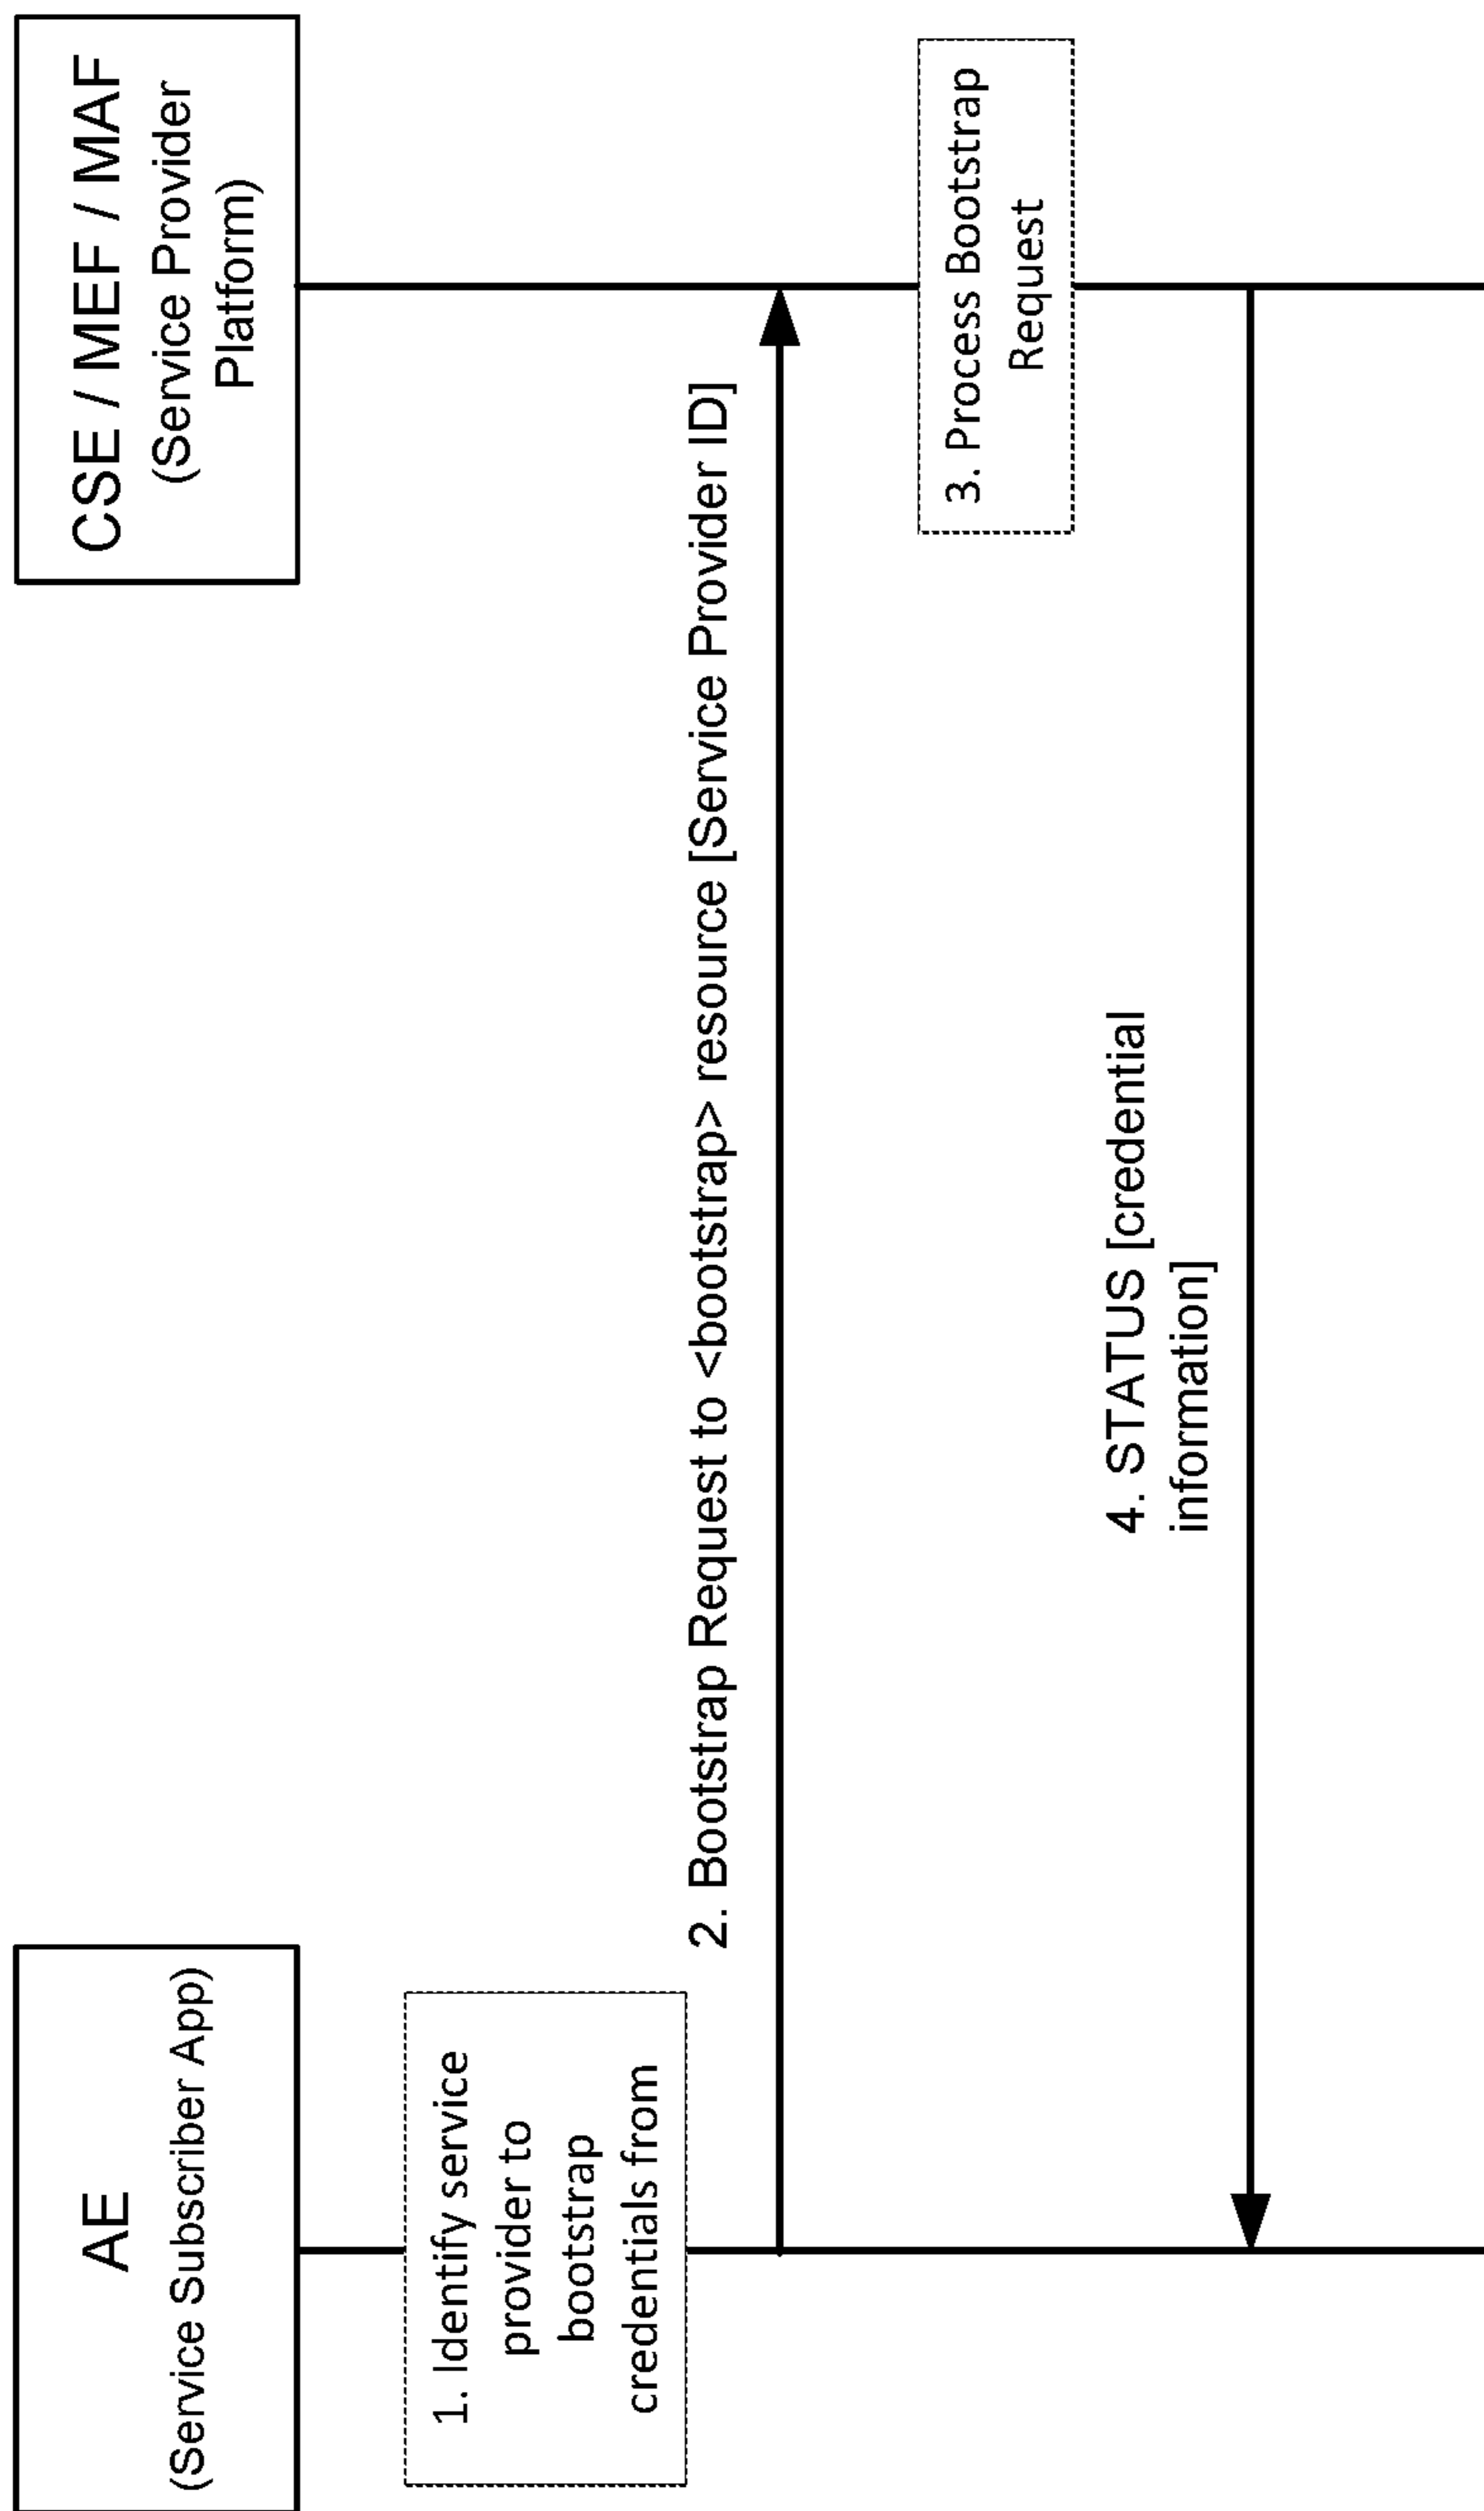 AE
(Service Subscriber App)
CSE / MEF / MAF
(Service Provider
Platform)
1. Identify service
provider to
bootstrap
credentials from
2. Bootstrap Request to <bootstrap> resource [Service Provider ID]
3. Process Bootstrap
Request
4. STATUS [credential
information]